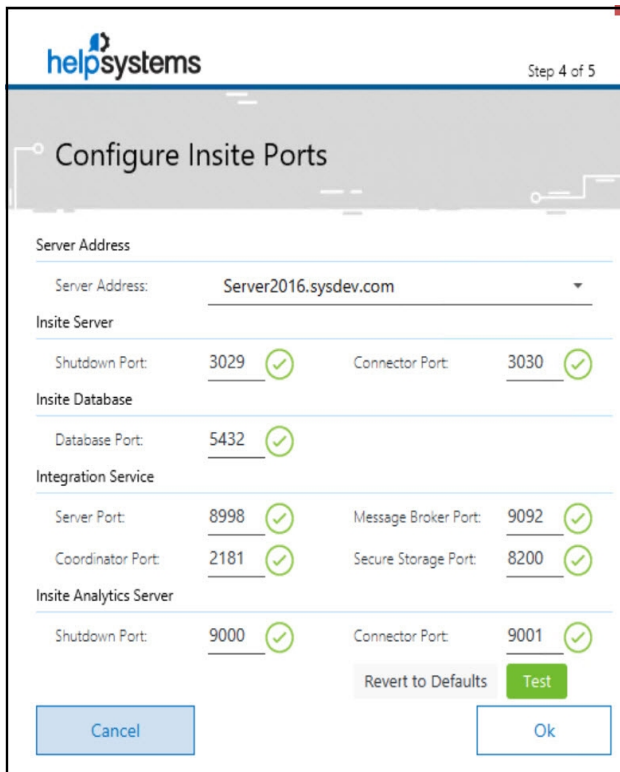 helpsystems
Step 4 of 5
Configure Insite Ports
Server Address
Server Address: Server2016.sysdev.com
Insite Server
Shutdown Port: 3029 Connector Port: 3030
Insite Database
Database Port: 5432
Integration Service
Server Port: 8998 Message Broker Port: 9092
Coordinator Port: 2181 Secure Storage Port: 8200
Insite Analytics Server
Shutdown Port: 9000 Connector Port: 9001
Revert to Defaults Test
Cancel Ok